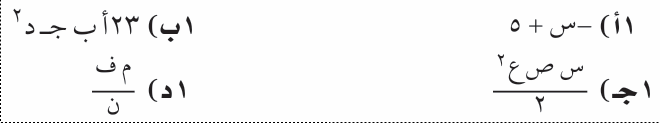 ١أ) –س + ٥ ١ب) ٢٣أ ب جـ د٢
١جـ) س ص ع٢ / ٢ ١د) م ف / ن